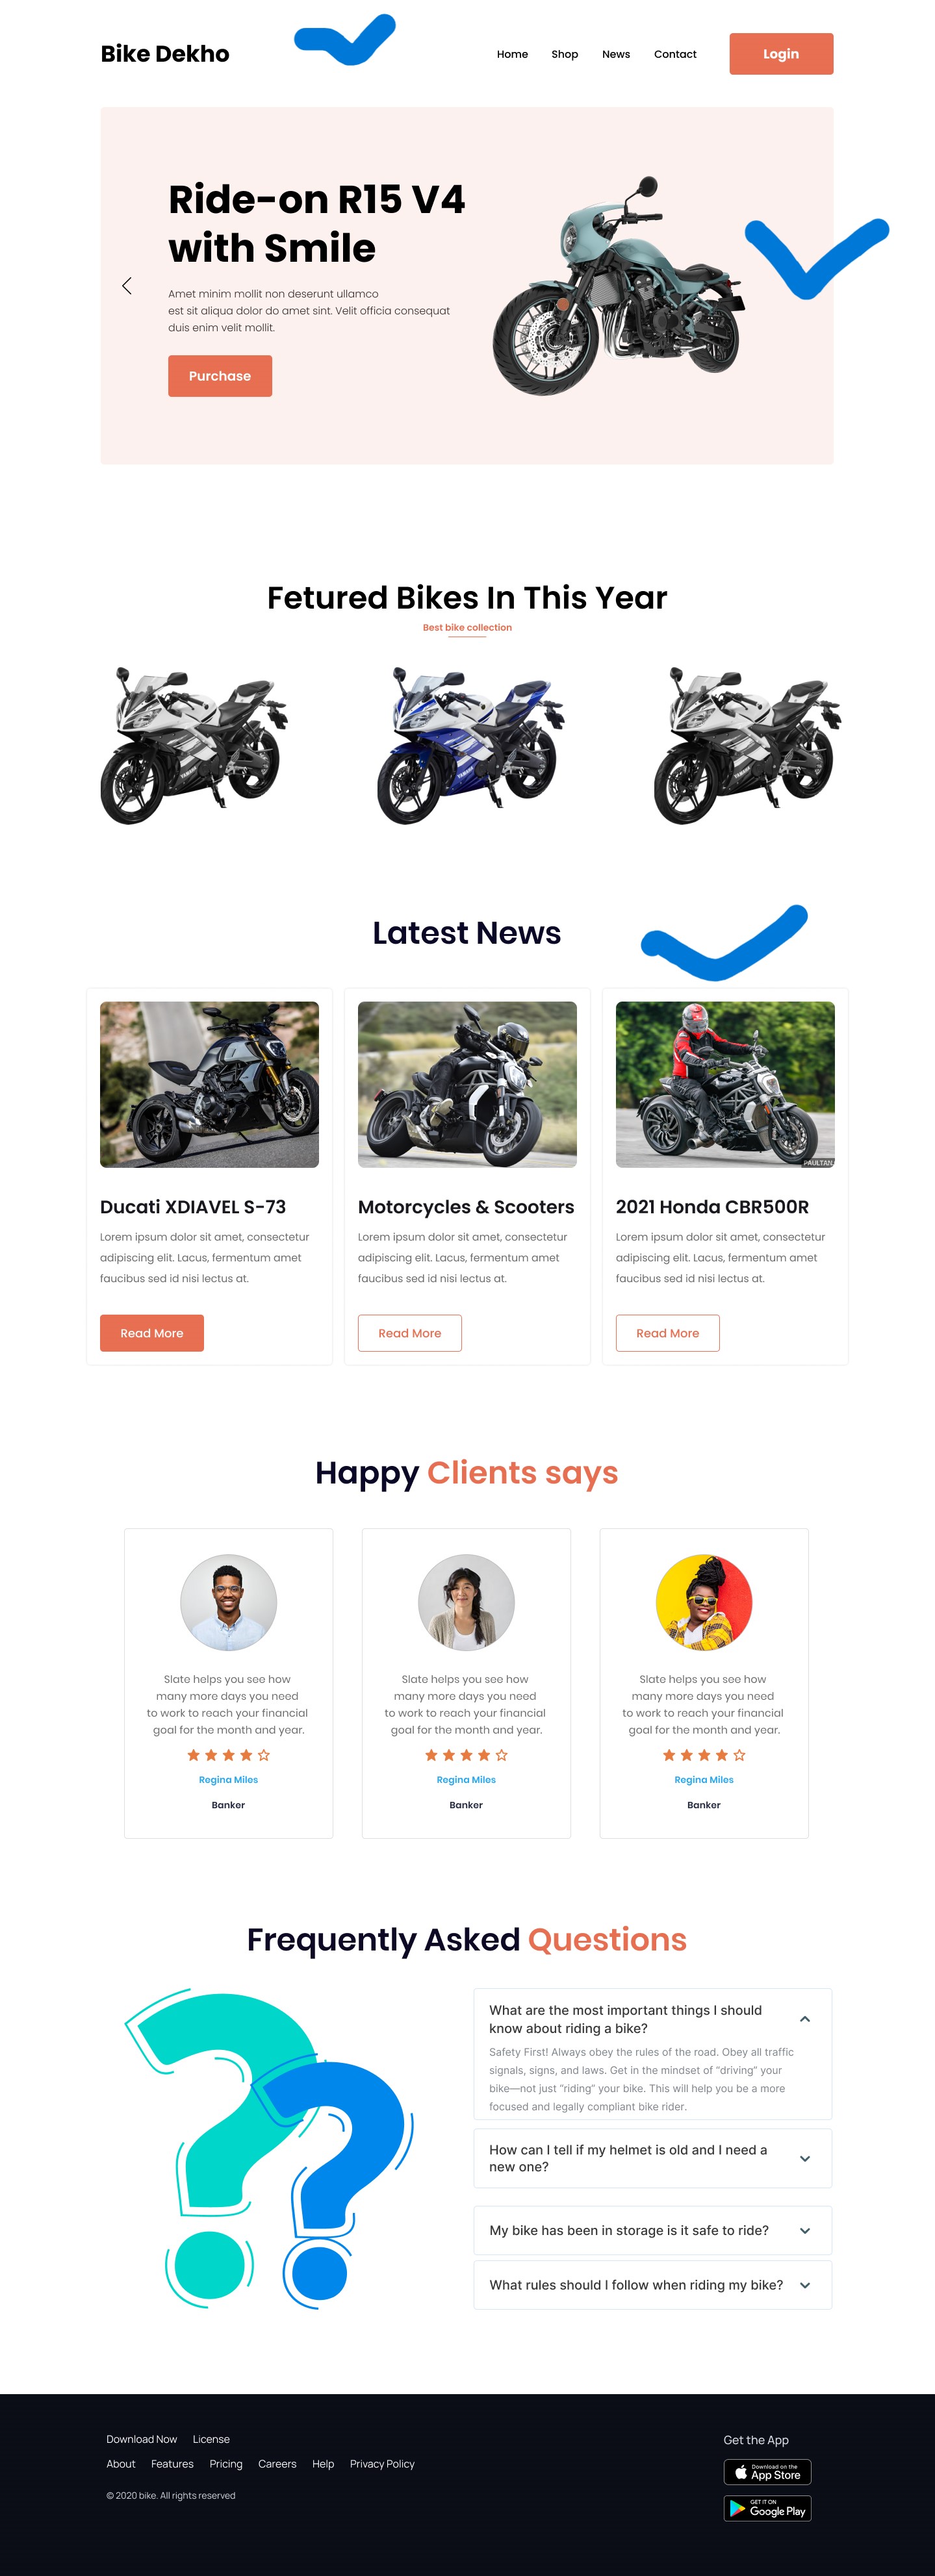 Bike Dekho
Home Shop News Contact Login
Ride-on R15 V4
with Smile
Amet minim mollit non deserunt ullamco
est sit aliqua dolor do amet sint. Velit officia consequat
duis enim velit mollit.
Purchase
Fetured Bikes In This Year
Best bike collection
YAMAHA
YAMAHA
YAMAHA
Latest News
PAULTAN
Ducati XDIAVEL S-73
Lorem ipsum dolor sit amet, consectetur
adipiscing elit. Lacus, fermentum amet
faucibus sed id nisi lectus at.
Read More
Motorcycles & Scooters
Lorem ipsum dolor sit amet, consectetur
adipiscing elit. Lacus, fermentum amet
faucibus sed id nisi lectus at.
Read More
2021 Honda CBR500R
Lorem ipsum dolor sit amet, consectetur
adipiscing elit. Lacus, fermentum amet
faucibus sed id nisi lectus at.
Read More
Happy Clients says
Slate helps you see how
many more days you need
to work to reach your financial
goal for the month and year.
Regina Miles
Banker
Slate helps you see how
many more days you need
to work to reach your financial
goal for the month and year.
Regina Miles
Banker
Slate helps you see how
many more days you need
to work to reach your financial
goal for the month and year.
Regina Miles
Banker
Frequently Asked Questions
What are the most important things I should
know about riding a bike?
Safety First! Always obey the rules of the road. Obey all traffic
signals, signs, and laws. Get in the mindset of “driving” your
bike—not just “riding” your bike. This will help you be a more
focused and legally compliant bike rider.
How can I tell if my helmet is old and I need a
new one?
My bike has been in storage is it safe to ride?
What rules should I follow when riding my bike?
Download Now License
About Features Pricing Careers Help Privacy Policy
© 2020 bike. All rights reserved
Get the App
Download on the
App Store
GET IT ON
Google Play